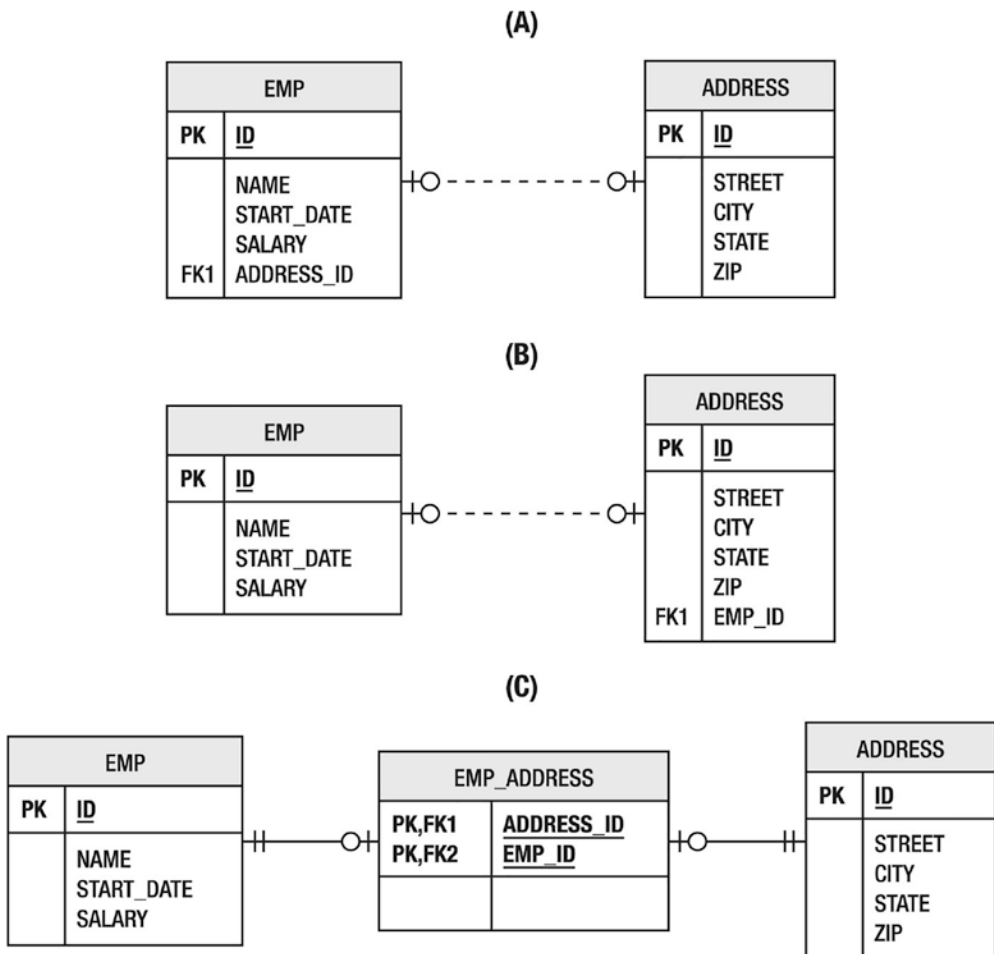 (A)
EMP
PK ID
NAME
START_DATE
SALARY
FK1 ADDRESS_ID
ADDRESS
PK ID
STREET
CITY
STATE
ZIP
(B)
EMP
PK ID
NAME
START_DATE
SALARY
ADDRESS
PK ID
STREET
CITY
STATE
ZIP
FK1 EMP_ID
(C)
EMP
PK ID
NAME
START_DATE
SALARY
EMP_ADDRESS
PK,FK1 ADDRESS_ID
PK,FK2 EMP_ID
ADDRESS
PK ID
STREET
CITY
STATE
ZIP